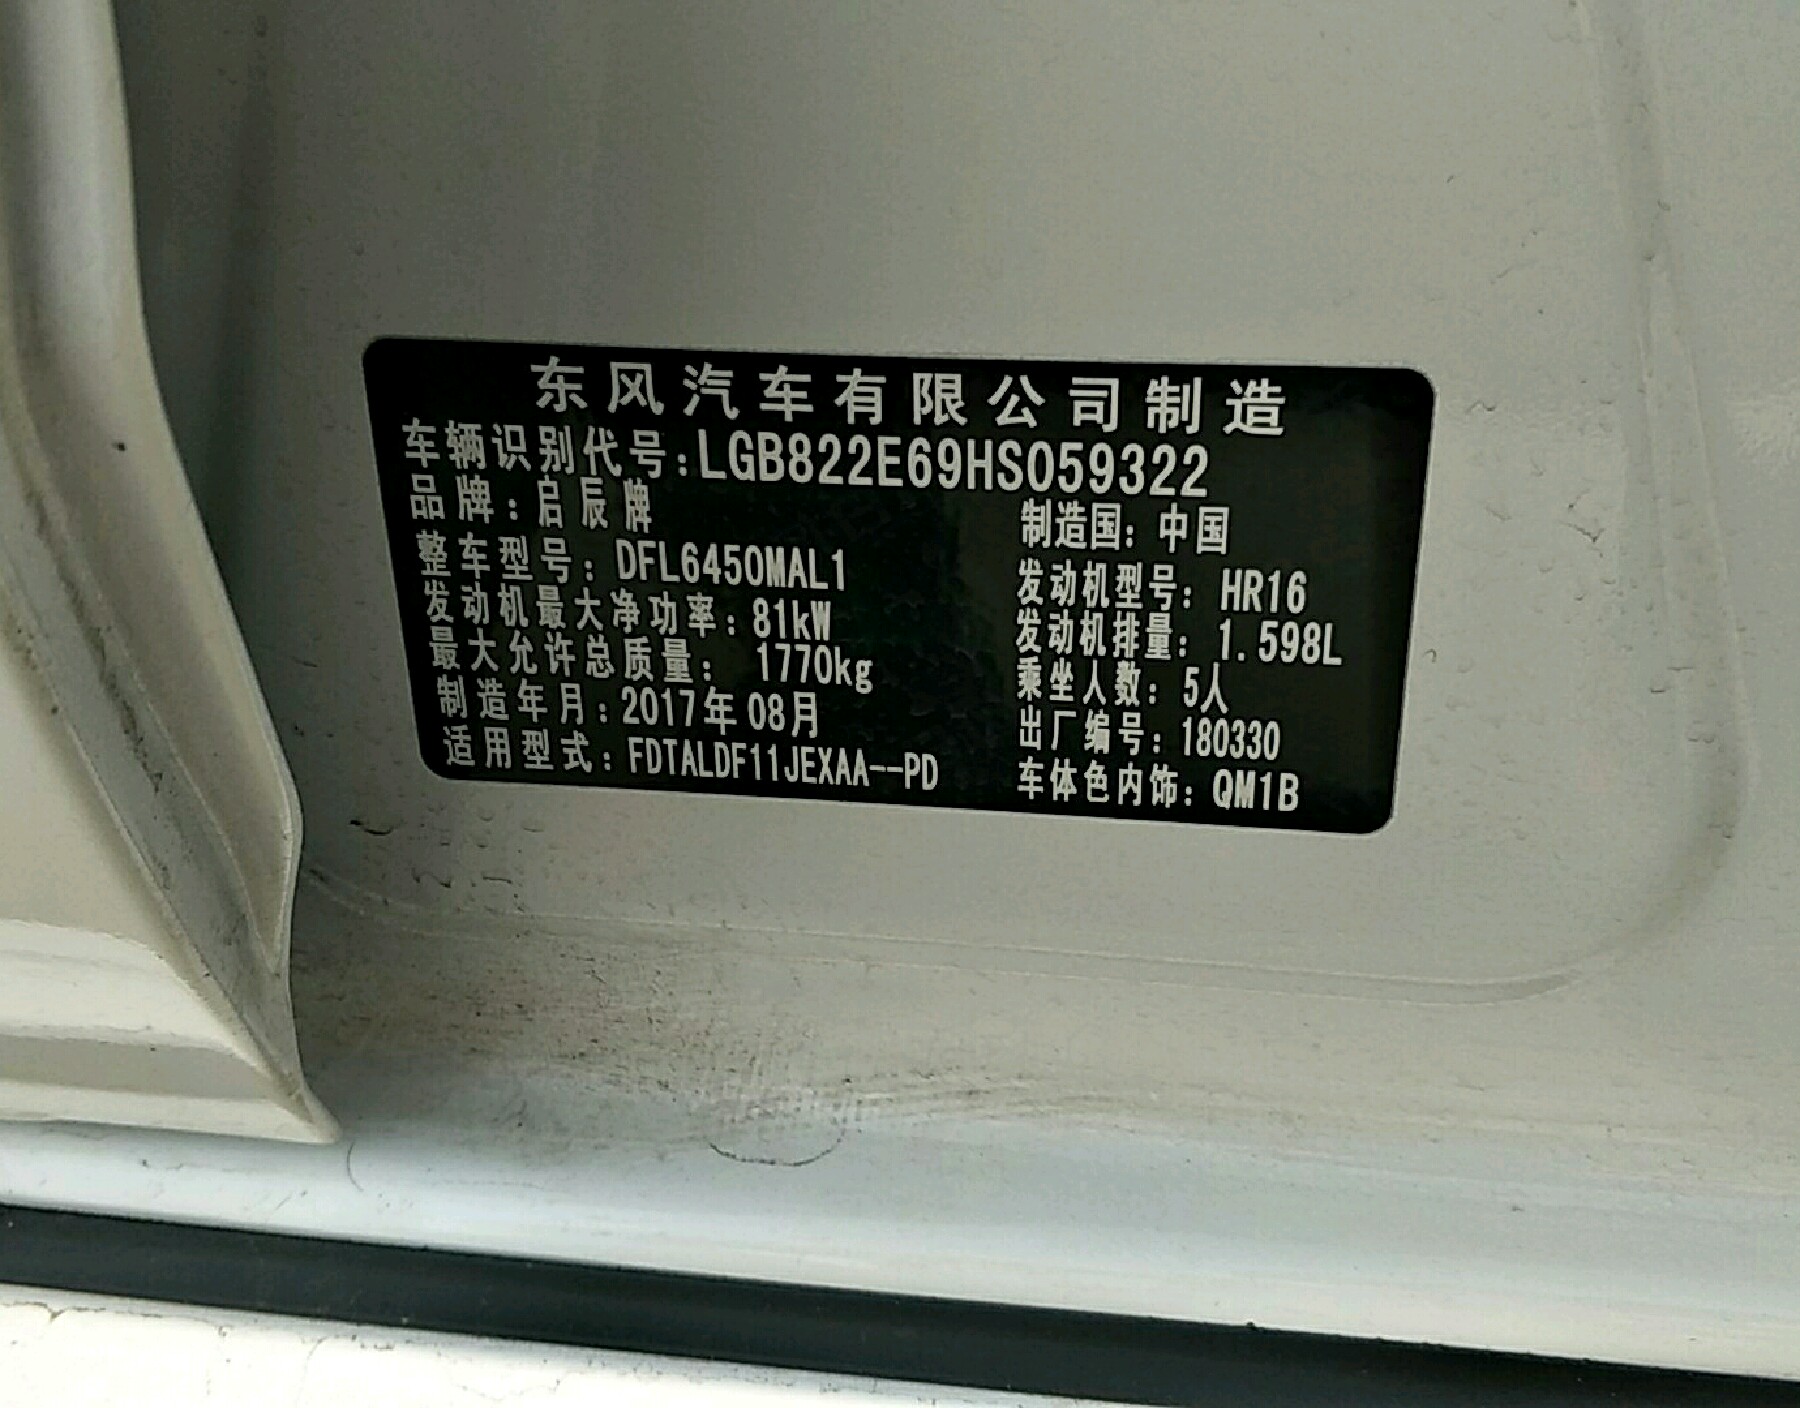 东风汽车有限公司制造
车辆识别代号:LGB822E69HS059322
品牌:启辰牌 制造国:中国
整车型号:DFL6450MAL1 发动机型号:HR16
发动机最大净功率:81kW 发动机排量:1.598L
最大允许总质量:1770kg 乘坐人数:5人
制造年月:2017年08月 出厂编号:180330
适用型式:FDTALDF11JEXAA--PD 车体色内饰:QM1B